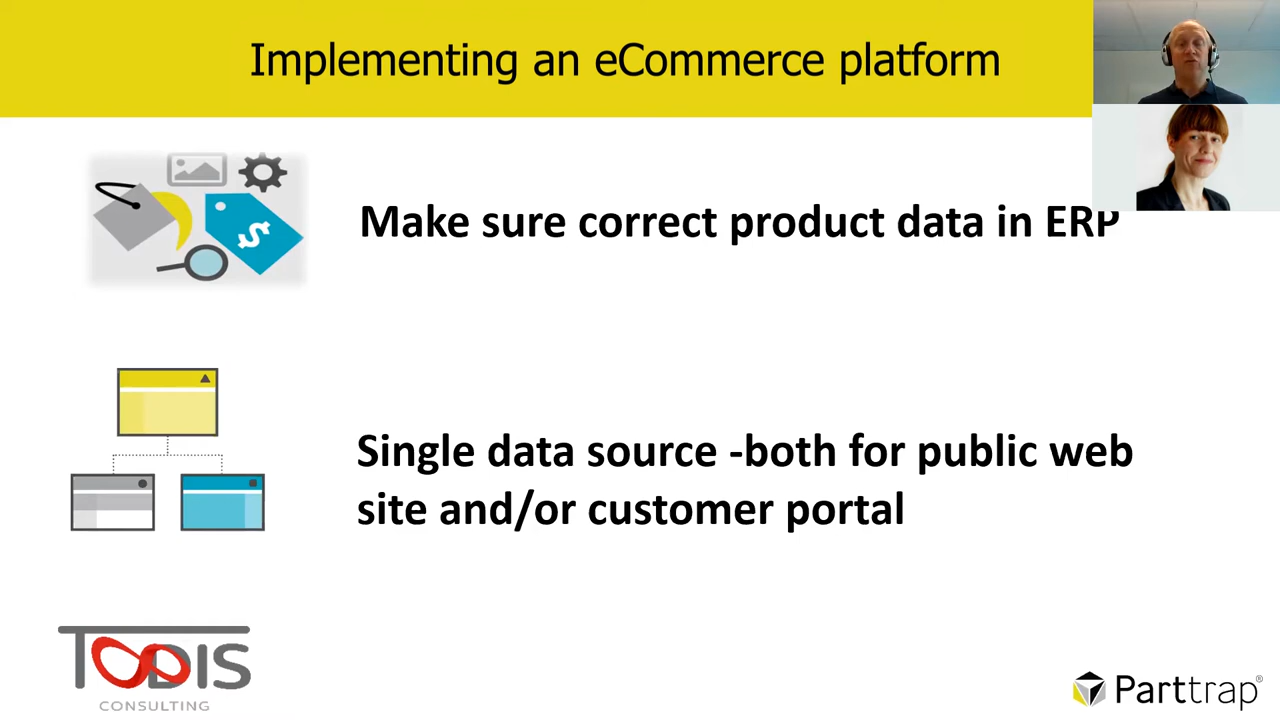 Implementing an eCommerce platform
$
Make sure correct product data in ERP
Single data source -both for public web
site and/or customer portal
TODIS
CONSULTING
Parttrap®